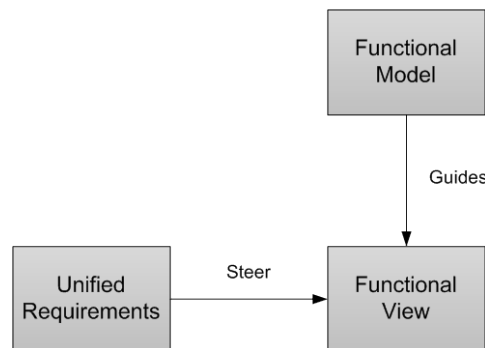 Functional
Model
Guides
Steer
Unified
Requirements
Functional
View